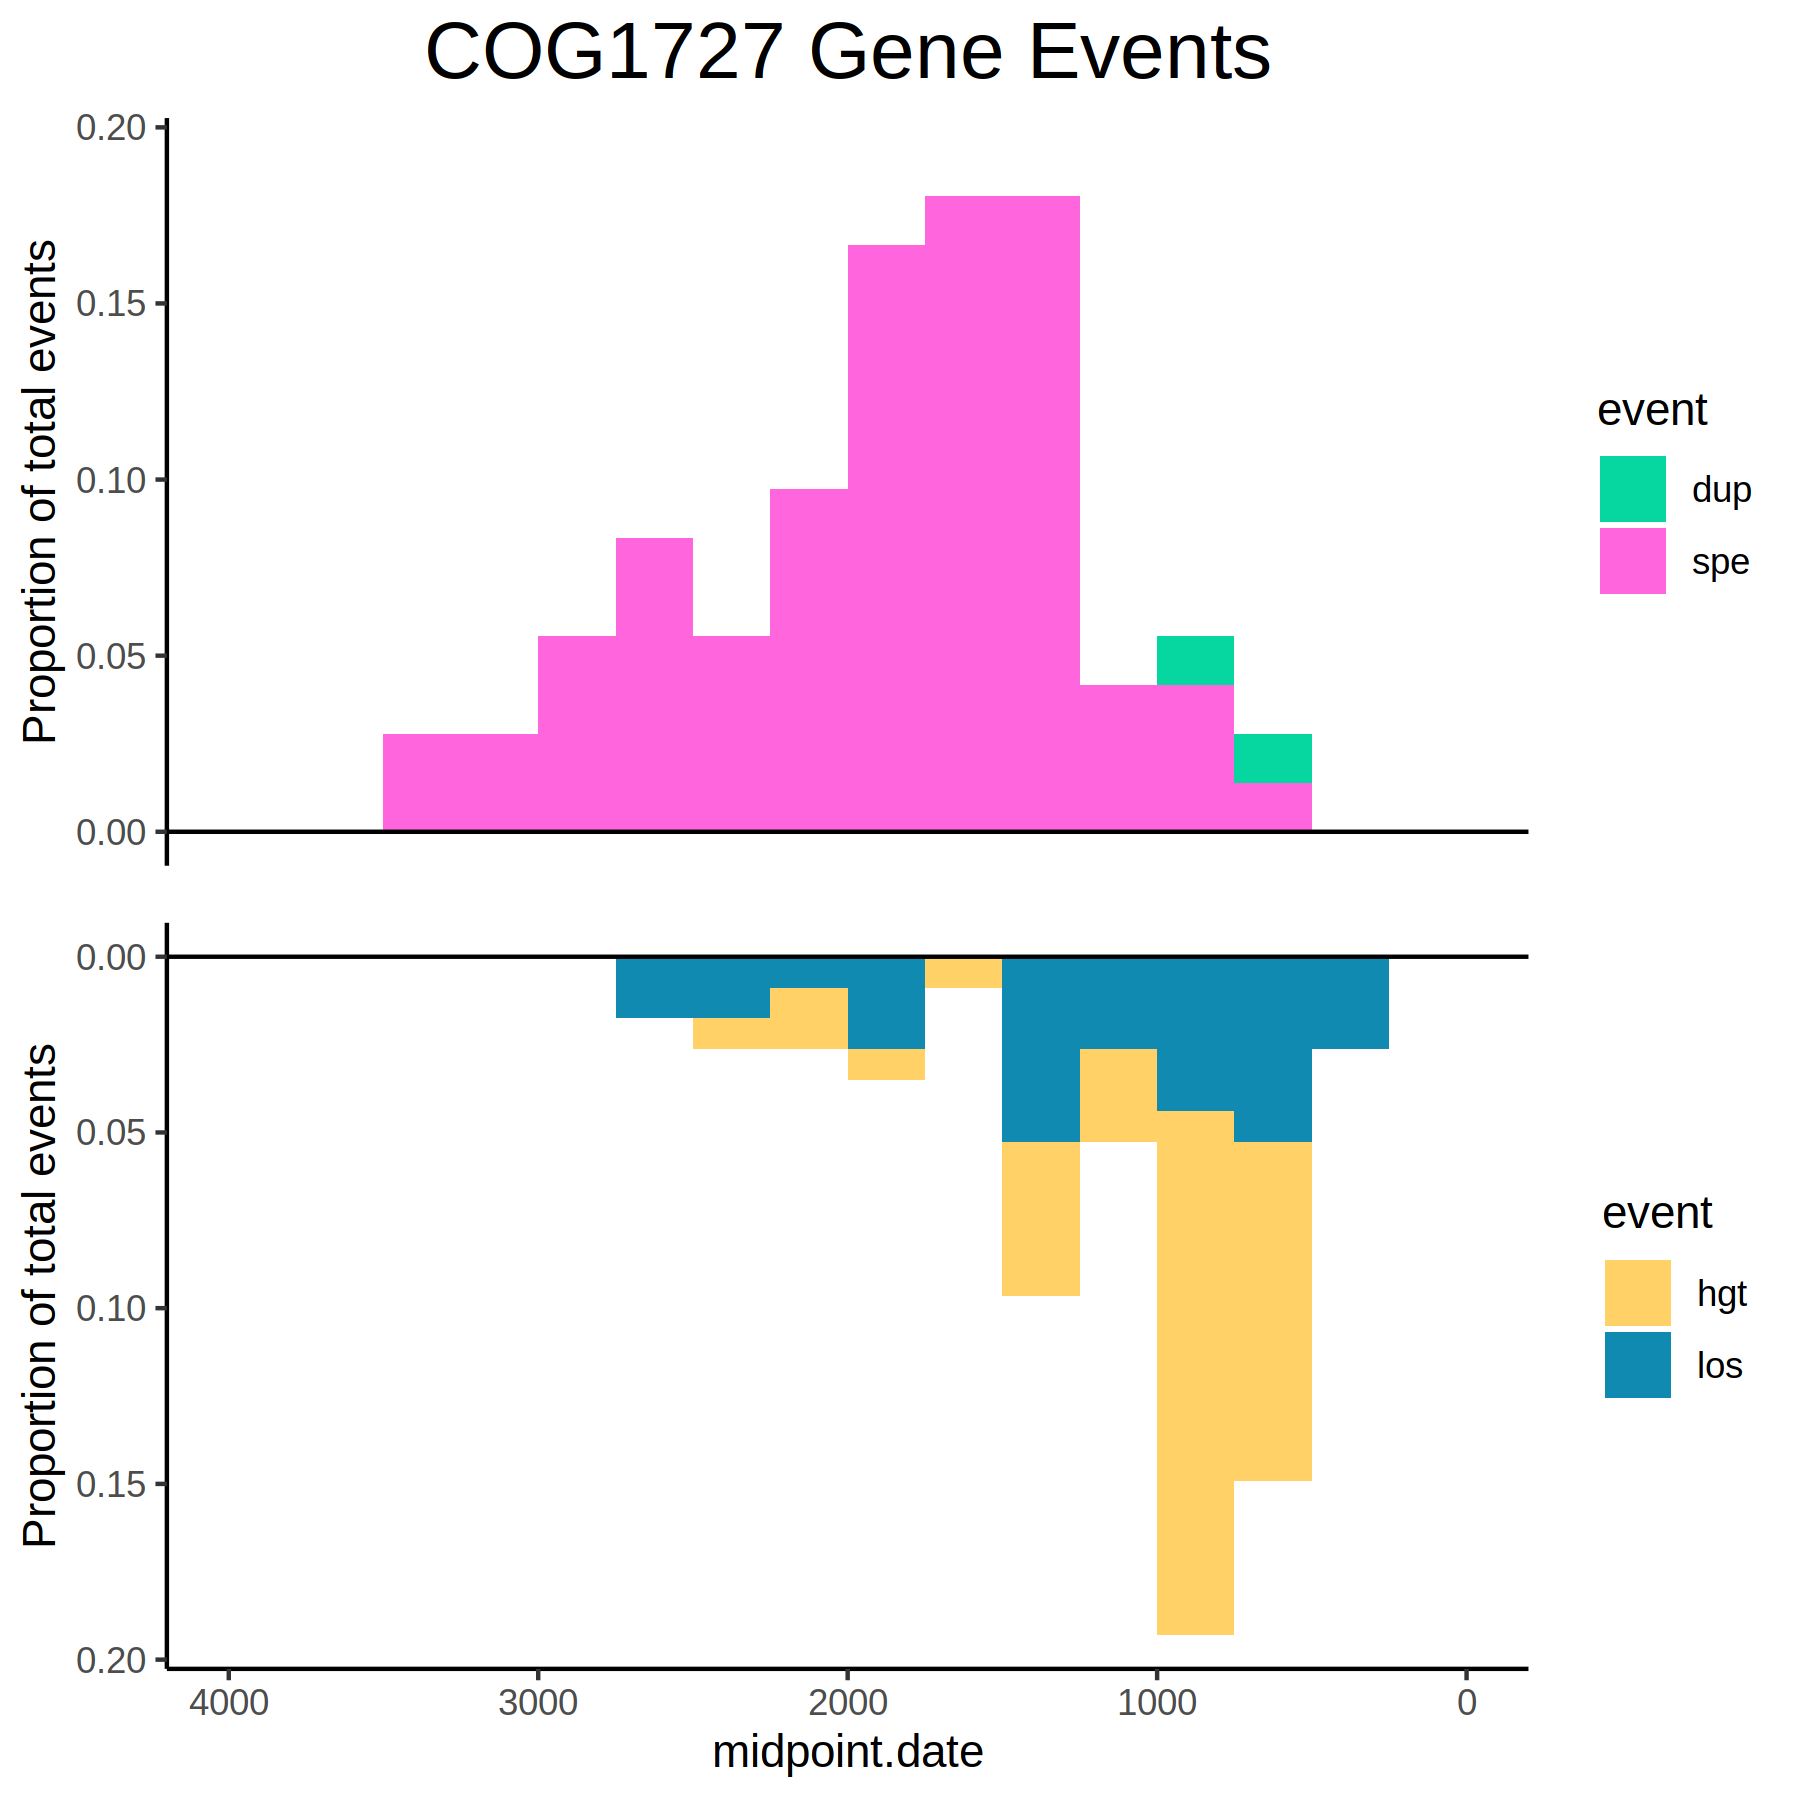 COG1727 Gene Events
Proportion of total events
0.20
0.15
0.10
0.05
0.00
event
dup
spe
Proportion of total events
0.00
0.05
0.10
0.15
0.20
event
hgt
los
4000 3000 2000 1000 0
midpoint.date